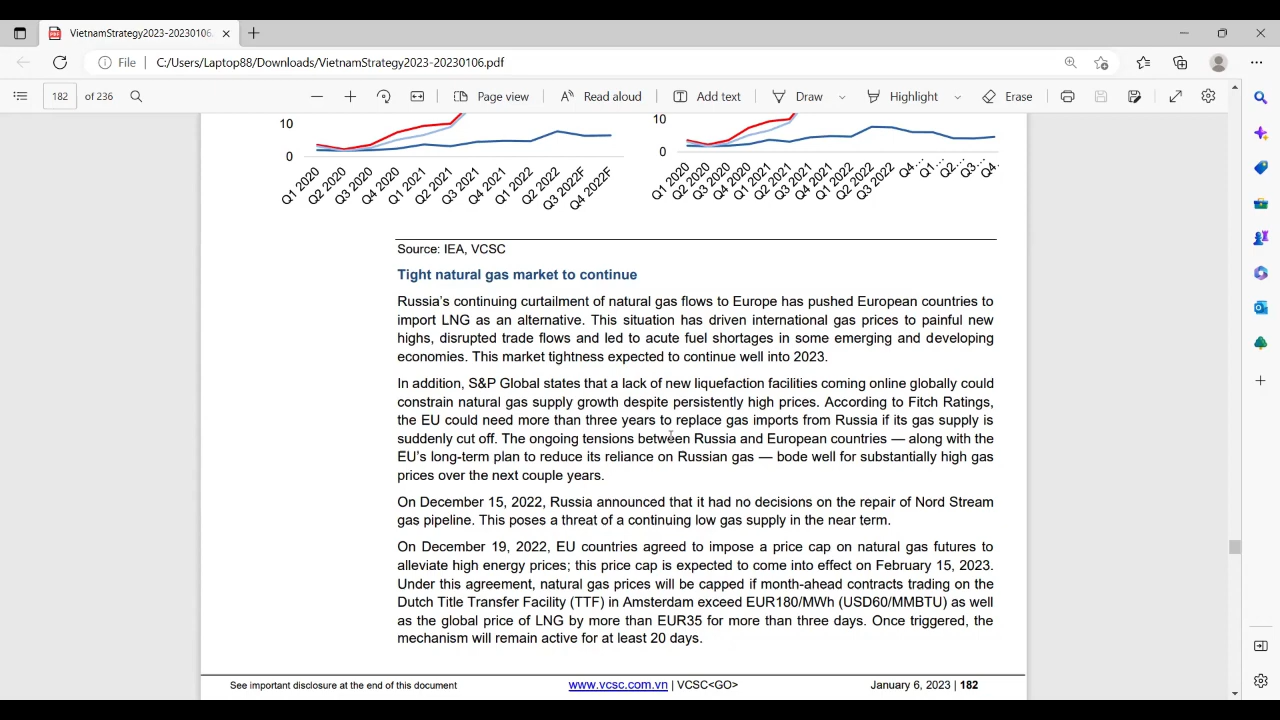 VietnamStrategy2023-20230106.
File
C:/Users/Laptop88/Downloads/VietnamStrategy2023-20230106.pdf
182 of 236
Page view
Read aloud
Add text
Draw
Highlight
Erase
10
0
Q1 2020
Q2 2020
Q3 2020
Q4 2020
Q1 2021
Q2 2021
Q3 2021
Q4 2021
Q1 2022
Q2 2022
Q3 2022F
Q4 2022F
10
0
Q1 2020
Q2 2020
Q3 2020
Q4 2020
Q1 2021
Q2 2021
Q3 2021
Q4 2021
Q1 2022
Q2 2022
Q3 2022
Q4…
Q1…
Q2…
Q3…
Q4.
Source: IEA, VCSC
Tight natural gas market to continue
Russia's continuing curtailment of natural gas flows to Europe has pushed European countries to
import LNG as an alternative. This situation has driven international gas prices to painful new
highs, disrupted trade flows and led to acute fuel shortages in some emerging and developing
economies. This market tightness expected to continue well into 2023.
In addition, S&P Global states that a lack of new liquefaction facilities coming online globally could
constrain natural gas supply growth despite persistently high prices. According to Fitch Ratings,
the EU could need more than three years to replace gas imports from Russia if its gas supply is
suddenly cut off. The ongoing tensions between Russia and European countries — along with the
EU's long-term plan to reduce its reliance on Russian gas — bode well for substantially high gas
prices over the next couple years.
On December 15, 2022, Russia announced that it had no decisions on the repair of Nord Stream
gas pipeline. This poses a threat of a continuing low gas supply in the near term.
On December 19, 2022, EU countries agreed to impose a price cap on natural gas futures to
alleviate high energy prices; this price cap is expected to come into effect on February 15, 2023.
Under this agreement, natural gas prices will be capped if month-ahead contracts trading on the
Dutch Title Transfer Facility (TTF) in Amsterdam exceed EUR180/MWh (USD60/MMBTU) as well
as the global price of LNG by more than EUR35 for more than three days. Once triggered, the
mechanism will remain active for at least 20 days.
See important disclosure at the end of this document
www.vcsc.com.vn | VCSC<GO>
January 6, 2023 | 182